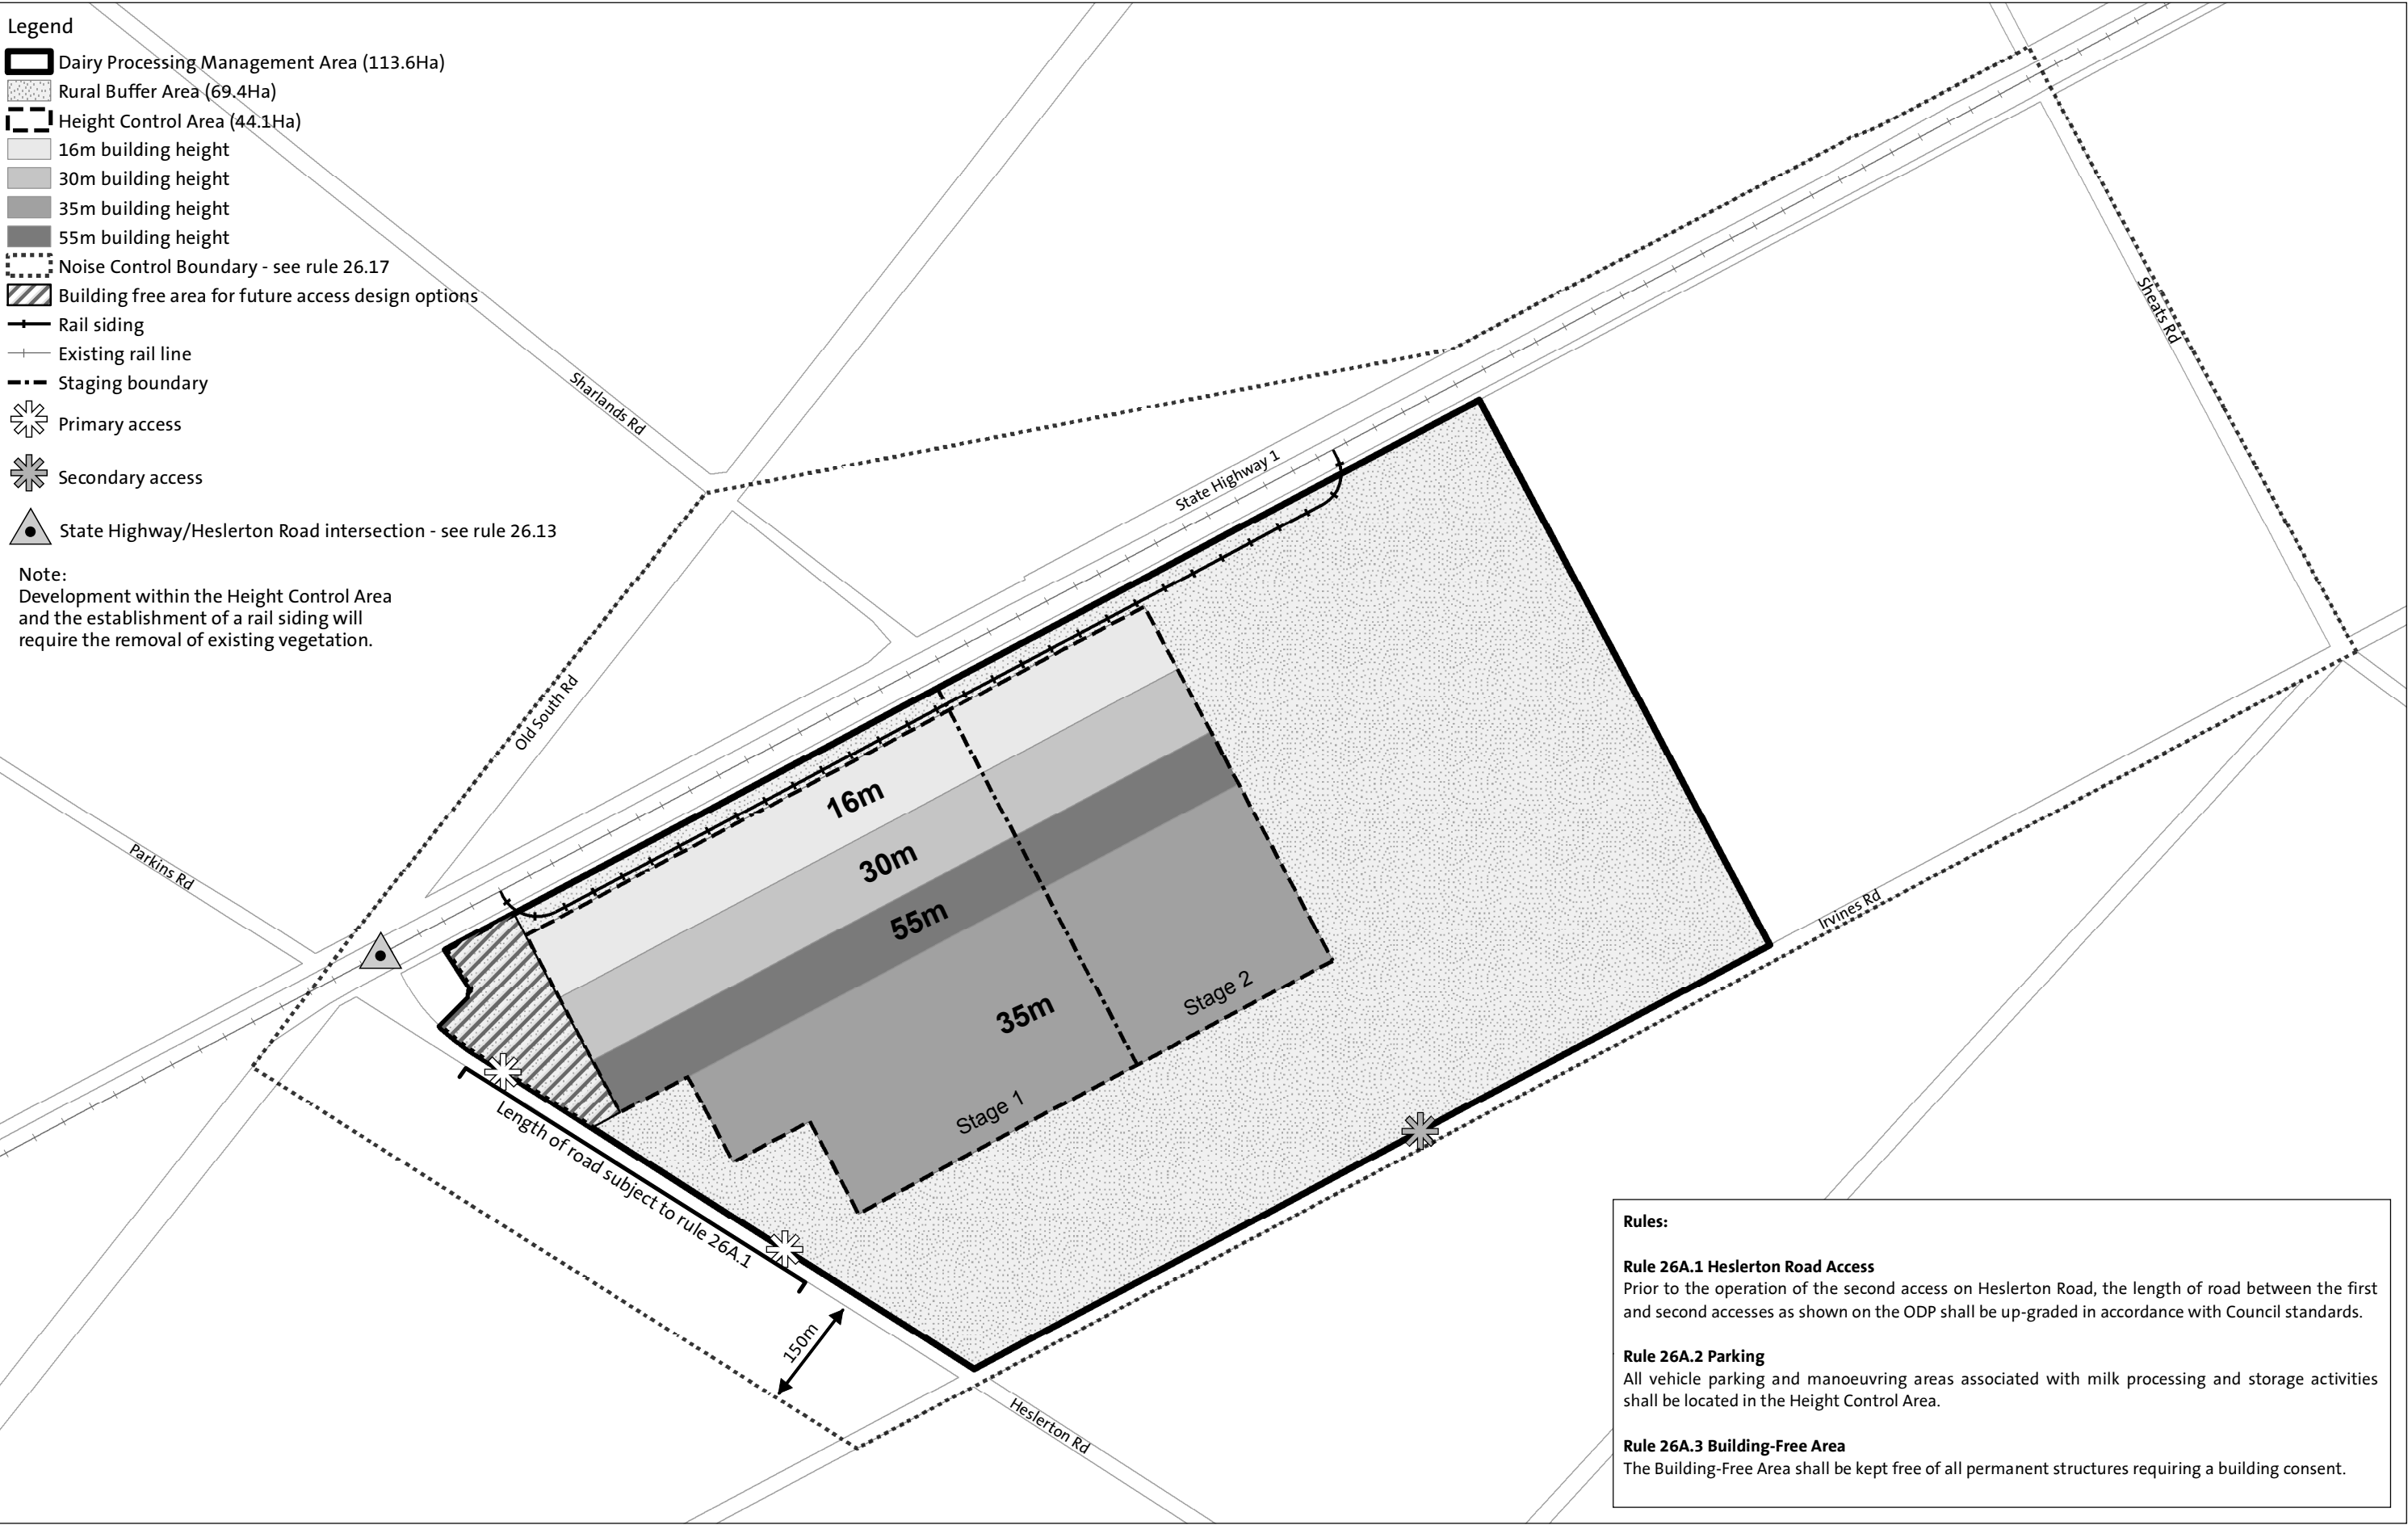 Legend
Dairy Processing Management Area (113.6Ha)
Rural Buffer Area (69.4Ha)
Height Control Area (44.1Ha)
16m building height
30m building height
35m building height
55m building height
Noise Control Boundary - see rule 26.17
Building free area for future access design options
Rail siding
Existing rail line
Staging boundary
Primary access
Secondary access
State Highway/Heslerton Road intersection - see rule 26.13
Note:
Development within the Height Control Area
and the establishment of a rail siding will
require the removal of existing vegetation.
Sharlands Rd
State Highway 1
Sheats Rd
Old South Rd
Parkins Rd
Irvines Rd
16m
30m
55m
35m
Stage 2
Stage 1
Length of road subject to rule 26A.1
150m
Heslerton Rd
Rules:
Rule 26A.1 Heslerton Road Access
Prior to the operation of the second access on Heslerton Road, the length of road between the first
and second accesses as shown on the ODP shall be up-graded in accordance with Council standards.
Rule 26A.2 Parking
All vehicle parking and manoeuvring areas associated with milk processing and storage activities
shall be located in the Height Control Area.
Rule 26A.3 Building-Free Area
The Building-Free Area shall be kept free of all permanent structures requiring a building consent.